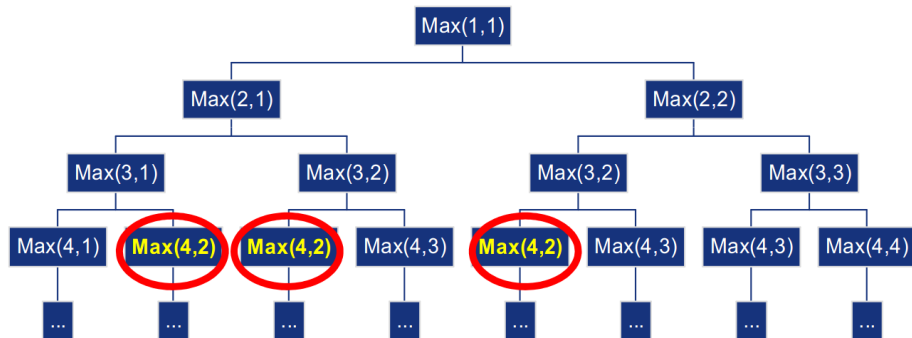 Max(1,1)
Max(2,1) Max(2,2)
Max(3,1) Max(3,2) Max(3,2) Max(3,3)
Max(4,1) Max(4,2) Max(4,2) Max(4,3) Max(4,2) Max(4,3) Max(4,3) Max(4,4)
... ... ... ... ... ... ... ...